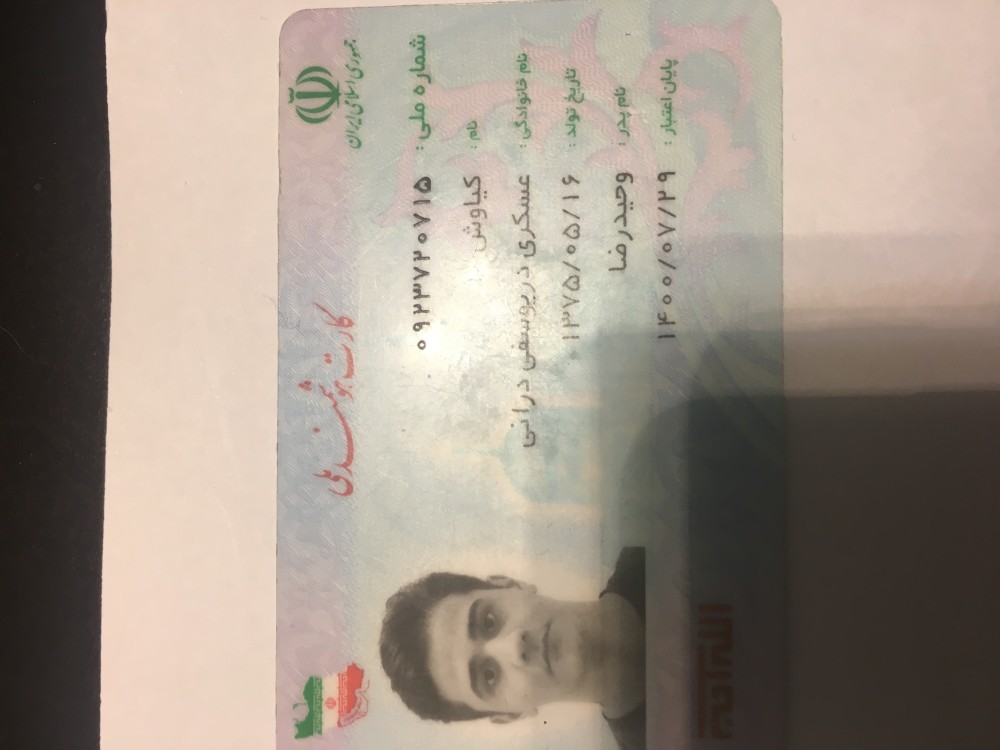 جمهوری اسلامی ایران
کارت هوشمند ملی
شماره ملی : ۰۹۲۳۷۲۰۷۱۵
نام : کیاوش
نام خانوادگی : عسکری دریوسفی درانی
تاریخ تولد : ۱۳۷۵/۰۵/۱۶
نام پدر : وحیدرضا
پایان اعتبار : ۱۴۰۰/۰۷/۲۹